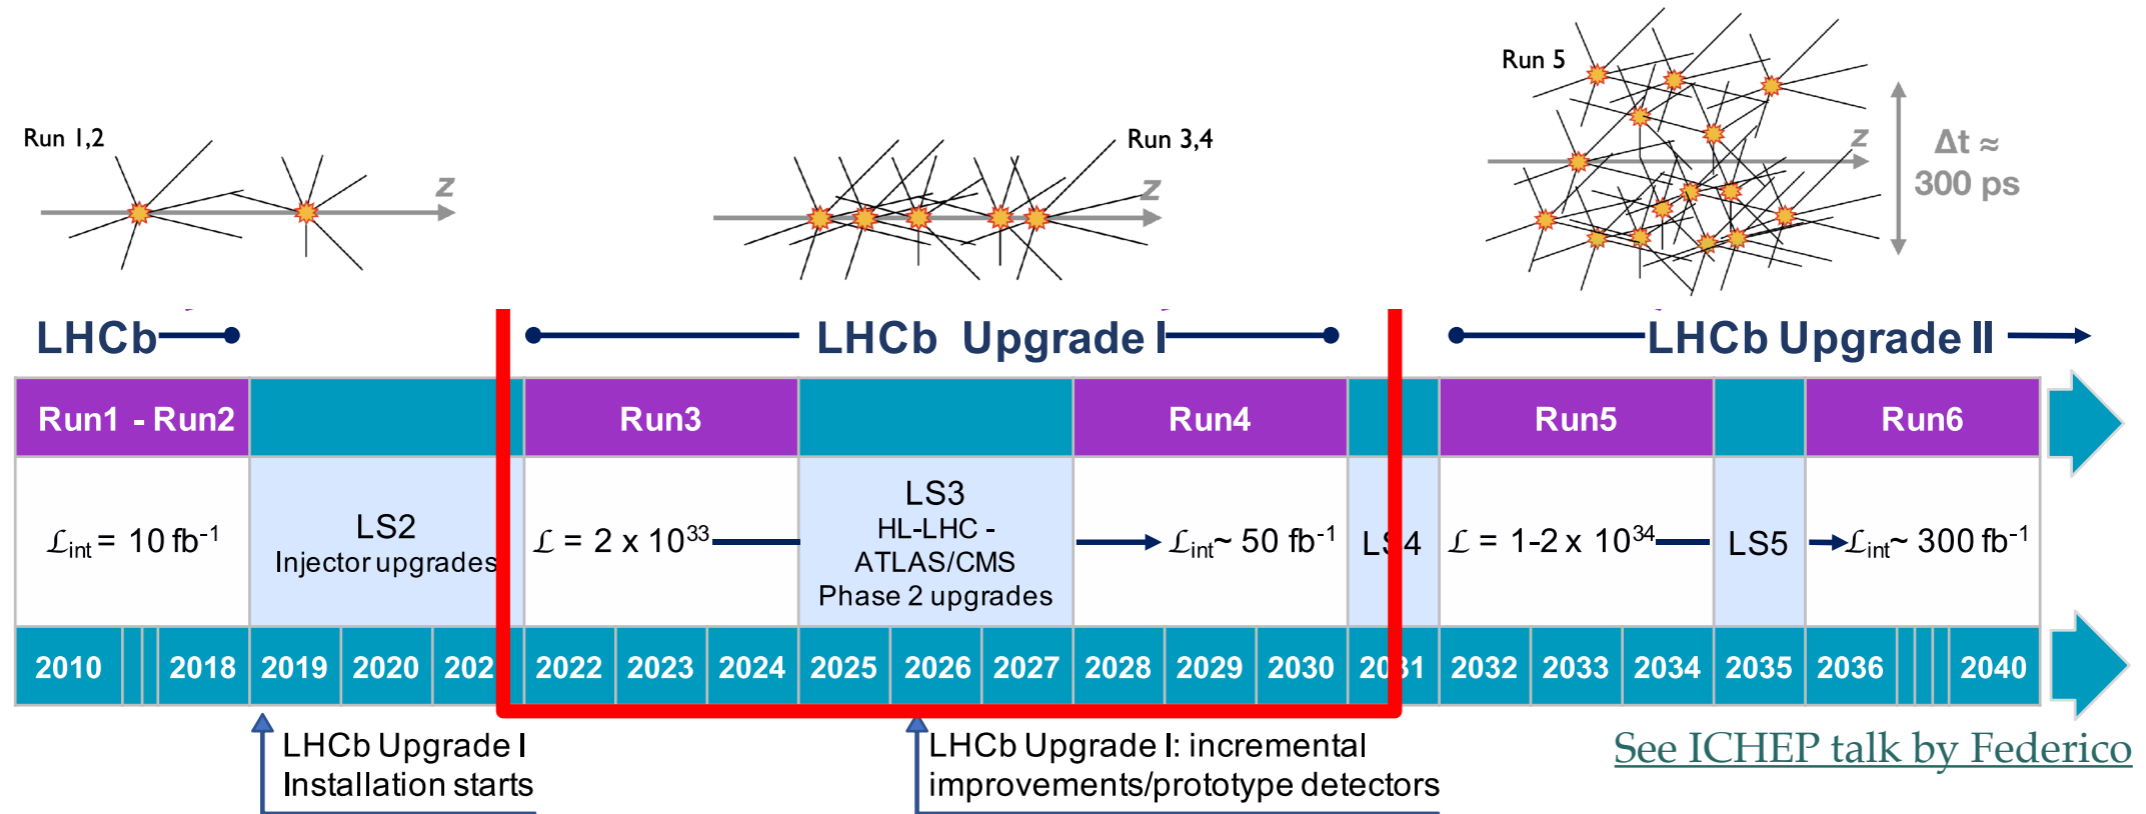 Run 5
Run 1,2
Run 3,4
z
z
z
Δt ≈
300 ps
LHCb
LHCb Upgrade I
LHCb Upgrade II
Run1 - Run2
Run3
Run4
Run5
Run6
ℒint = 10 fb-1
LS2
Injector upgrades
ℒ = 2 x 10³³
LS3
HL-LHC -
ATLAS/CMS
Phase 2 upgrades
ℒint~ 50 fb-1
LS4
ℒ = 1-2 x 10³⁴
LS5
ℒint~ 300 fb-1
2010 2018 2019 2020 2021 2022 2023 2024 2025 2026 2027 2028 2029 2030 2031 2032 2033 2034 2035 2036 2040
LHCb Upgrade I
Installation starts
LHCb Upgrade I: incremental
improvements/prototype detectors
See ICHEP talk by Federico